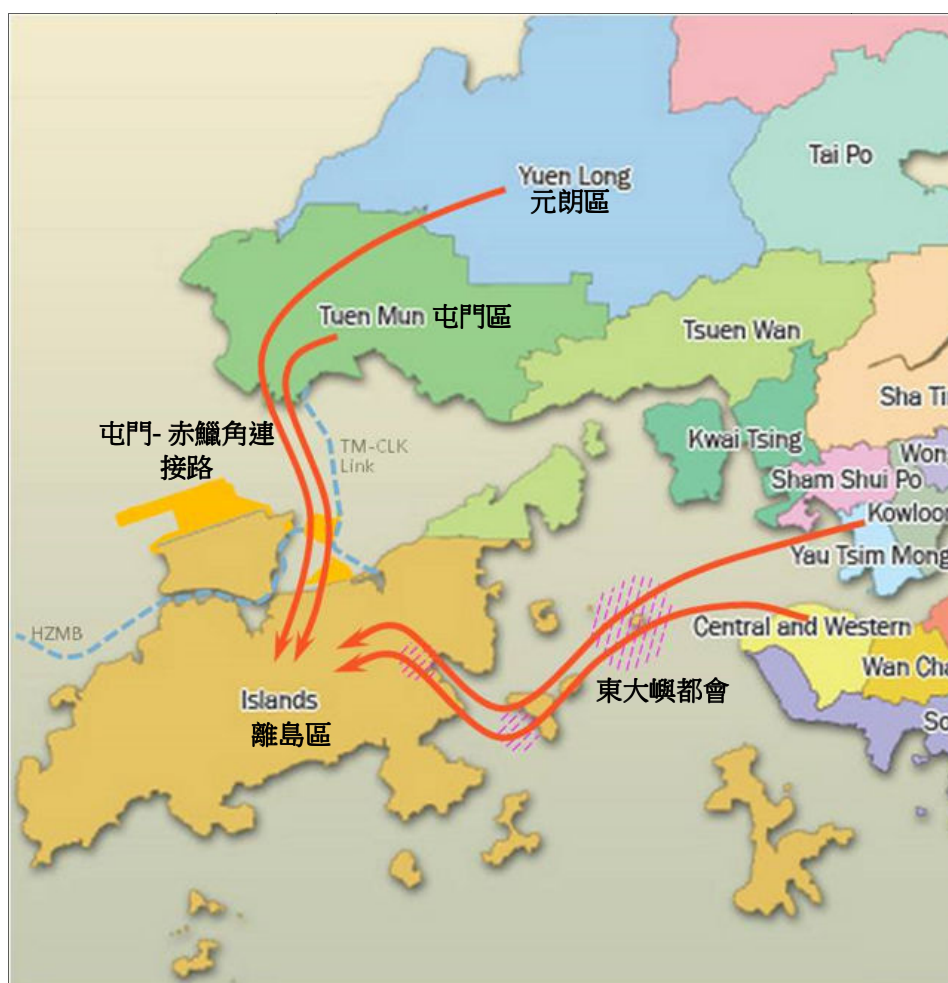 Tai Po
Yuen Long
元朗區
Tuen Mun 屯門區
Tsuen Wan
Sha Ti
屯門- 赤鱲角連
接路
TM-CLK
Link
Kwai Tsing
Won
Sham Shui Po
Kowloon
Yau Tsim Mong
HZMB
Central and Western
Wan Cha
東大嶼都會
Islands
離島區
So